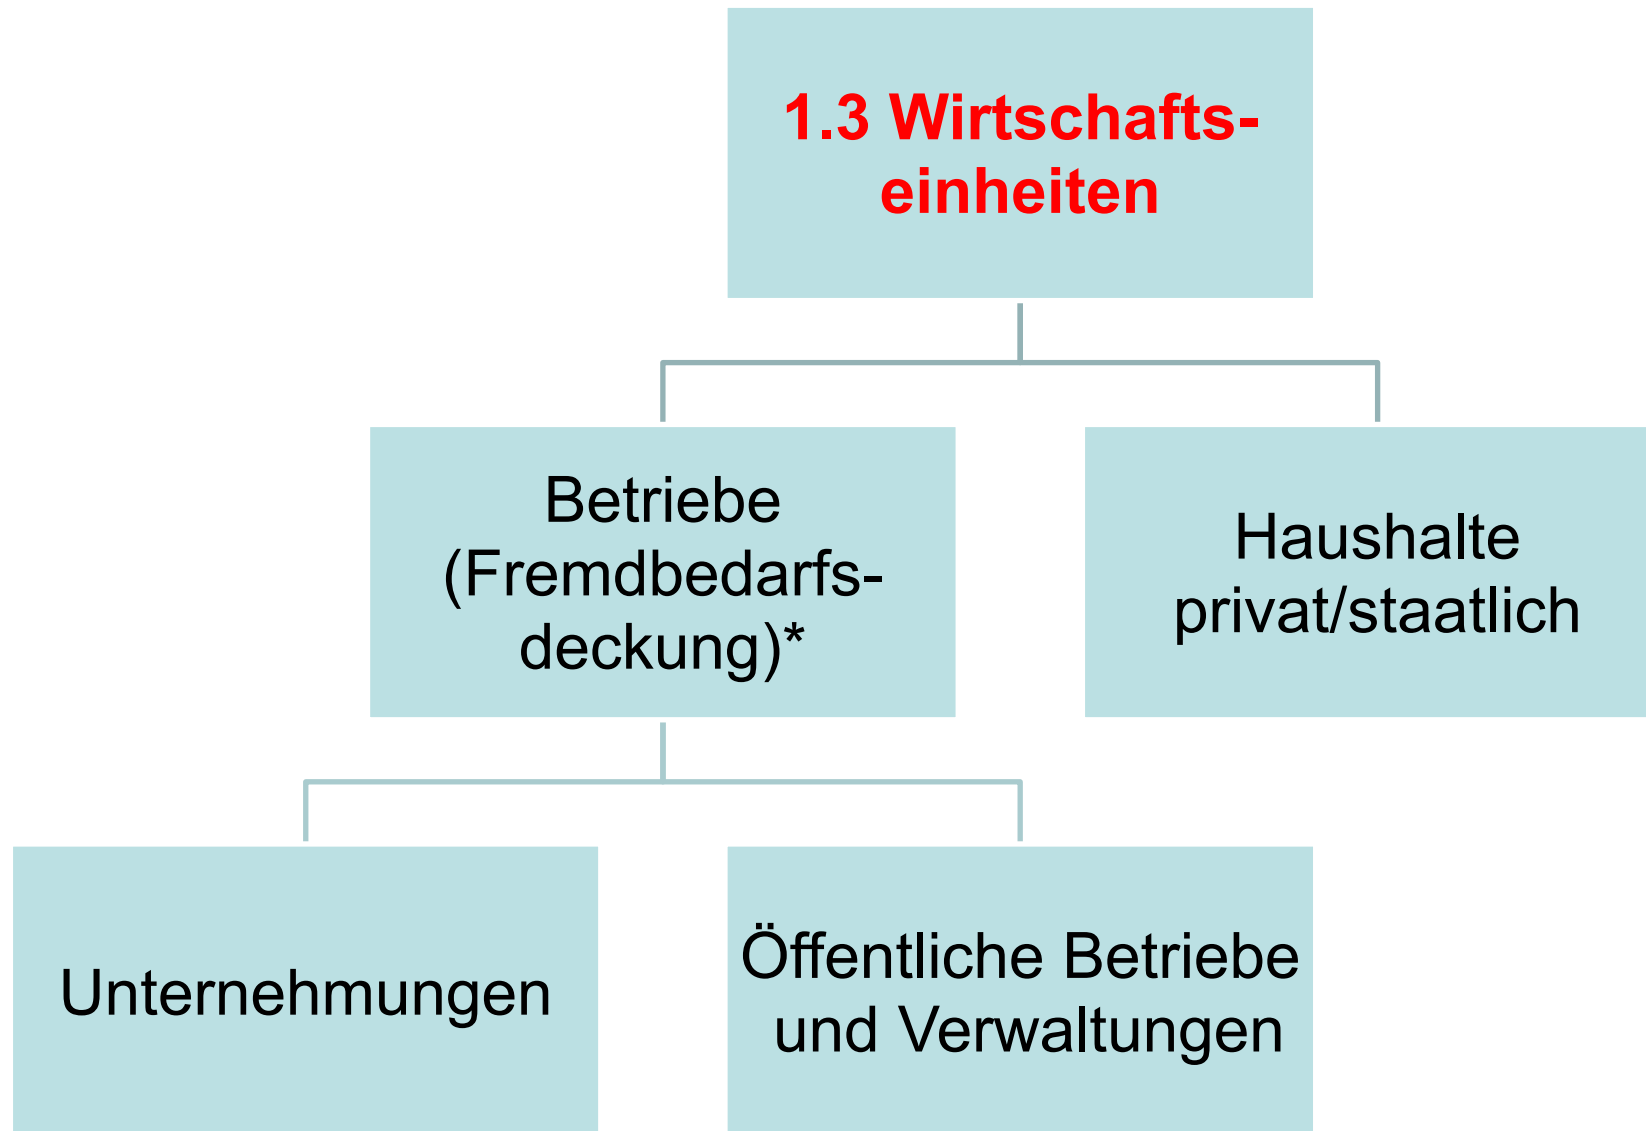 1.3 Wirtschafts-
einheiten
Betriebe
(Fremdbedarfs-
deckung)*
Haushalte
privat/staatlich
Unternehmungen
Öffentliche Betriebe
und Verwaltungen